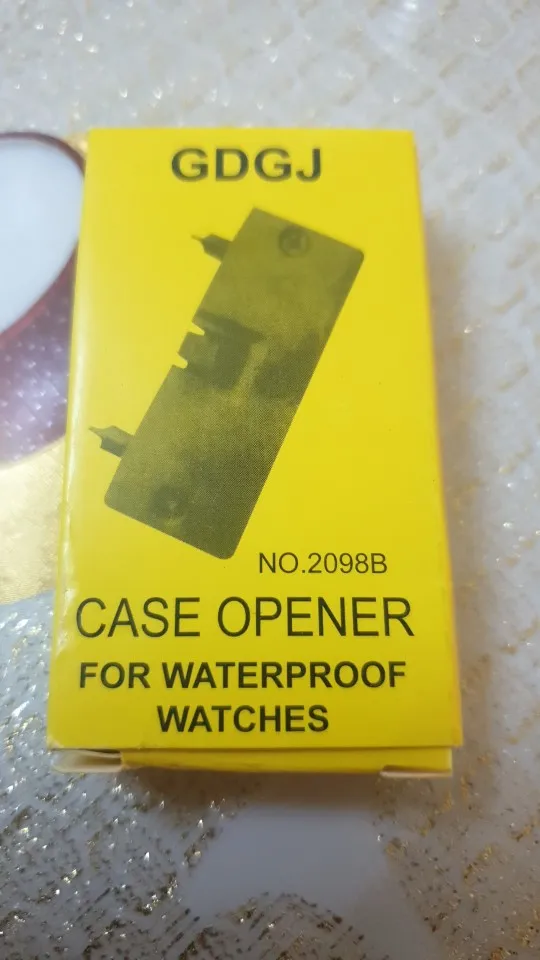 GDGJ
NO.2098B
CASE OPENER
FOR WATERPROOF
WATCHES